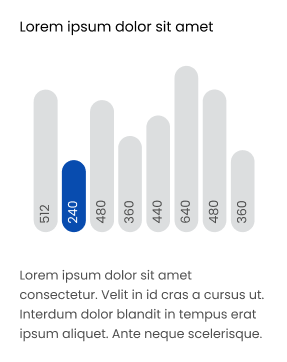 Lorem ipsum dolor sit amet
512
240
480
360
440
640
480
360
Lorem ipsum dolor sit amet
consectetur. Velit in id cras a cursus ut.
Interdum dolor blandit in tempus erat
ipsum aliquet. Ante neque scelerisque.